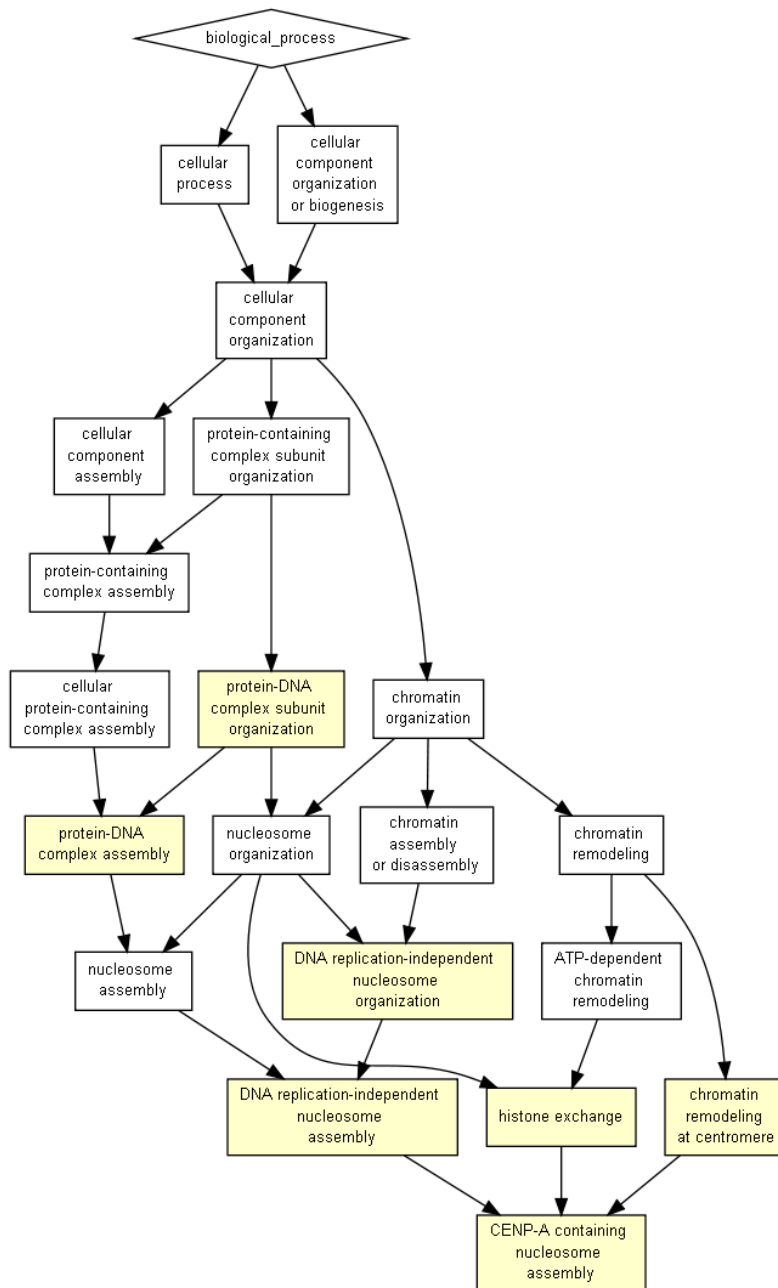 biological_process
cellular
process
cellular
component
organization
or biogenesis
cellular
component
organization
cellular
component
assembly
protein-containing
complex subunit
organization
protein-containing
complex assembly
cellular
protein-containing
complex assembly
protein-DNA
complex subunit
organization
chromatin
organization
protein-DNA
complex assembly
nucleosome
organization
chromatin
assembly
or disassembly
chromatin
remodeling
nucleosome
assembly
DNA replication-independent
nucleosome
organization
ATP-dependent
chromatin
remodeling
DNA replication-independent
nucleosome
assembly
histone exchange
chromatin
remodeling
at centromere
CENP-A containing
nucleosome
assembly